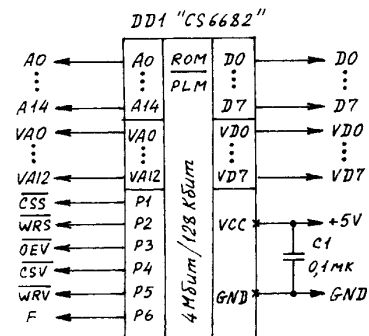 DD1 "CS6682"
A0 A0 ROM D0 D0
PLM
A14 A14 D7 D7
VA0 VA0 VD0 VD0
VA12 VA12 VD7 VD7
CSS P1
WRS P2 VCC +5V
OEV P3 C1
CSV P4 0,1мк
WRV P5 GND GND
F P6
4Мбит/128 Кбит